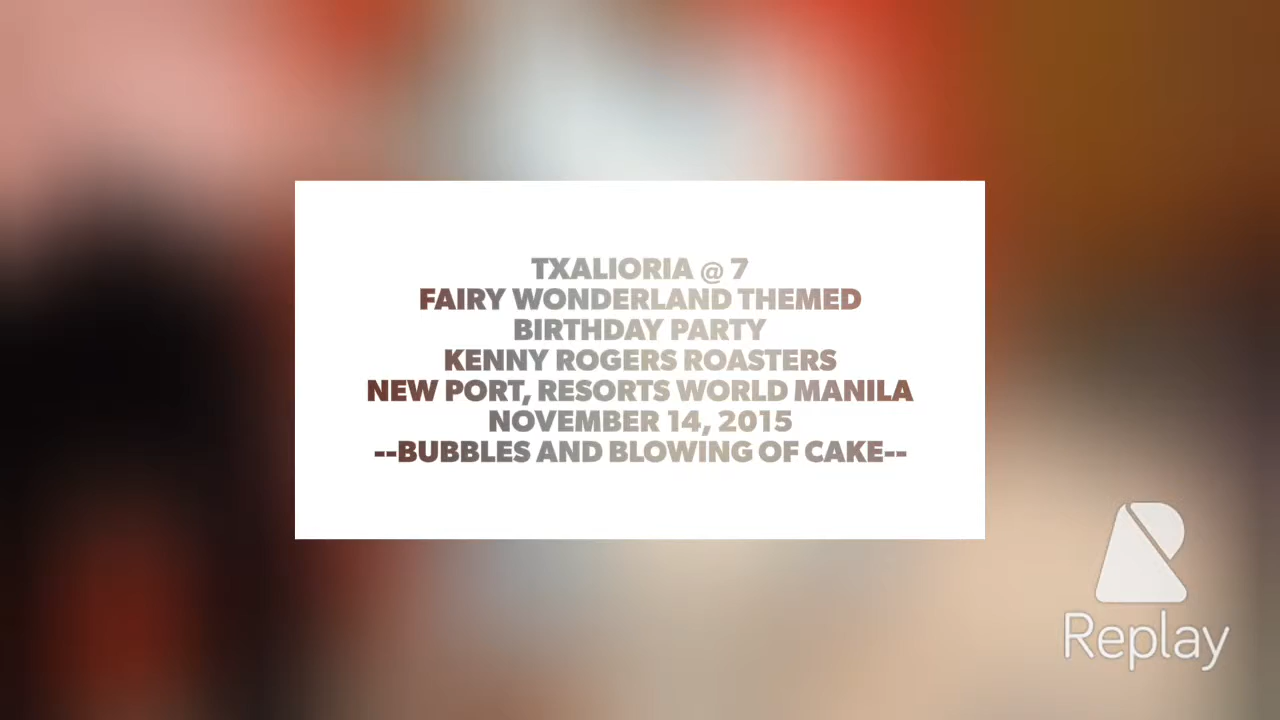 TXALIORIA @ 7
FAIRY WONDERLAND THEMED
BIRTHDAY PARTY
KENNY ROGERS ROASTERS
NEW PORT, RESORTS WORLD MANILA
NOVEMBER 14, 2015
--BUBBLES AND BLOWING OF CAKE--
Replay